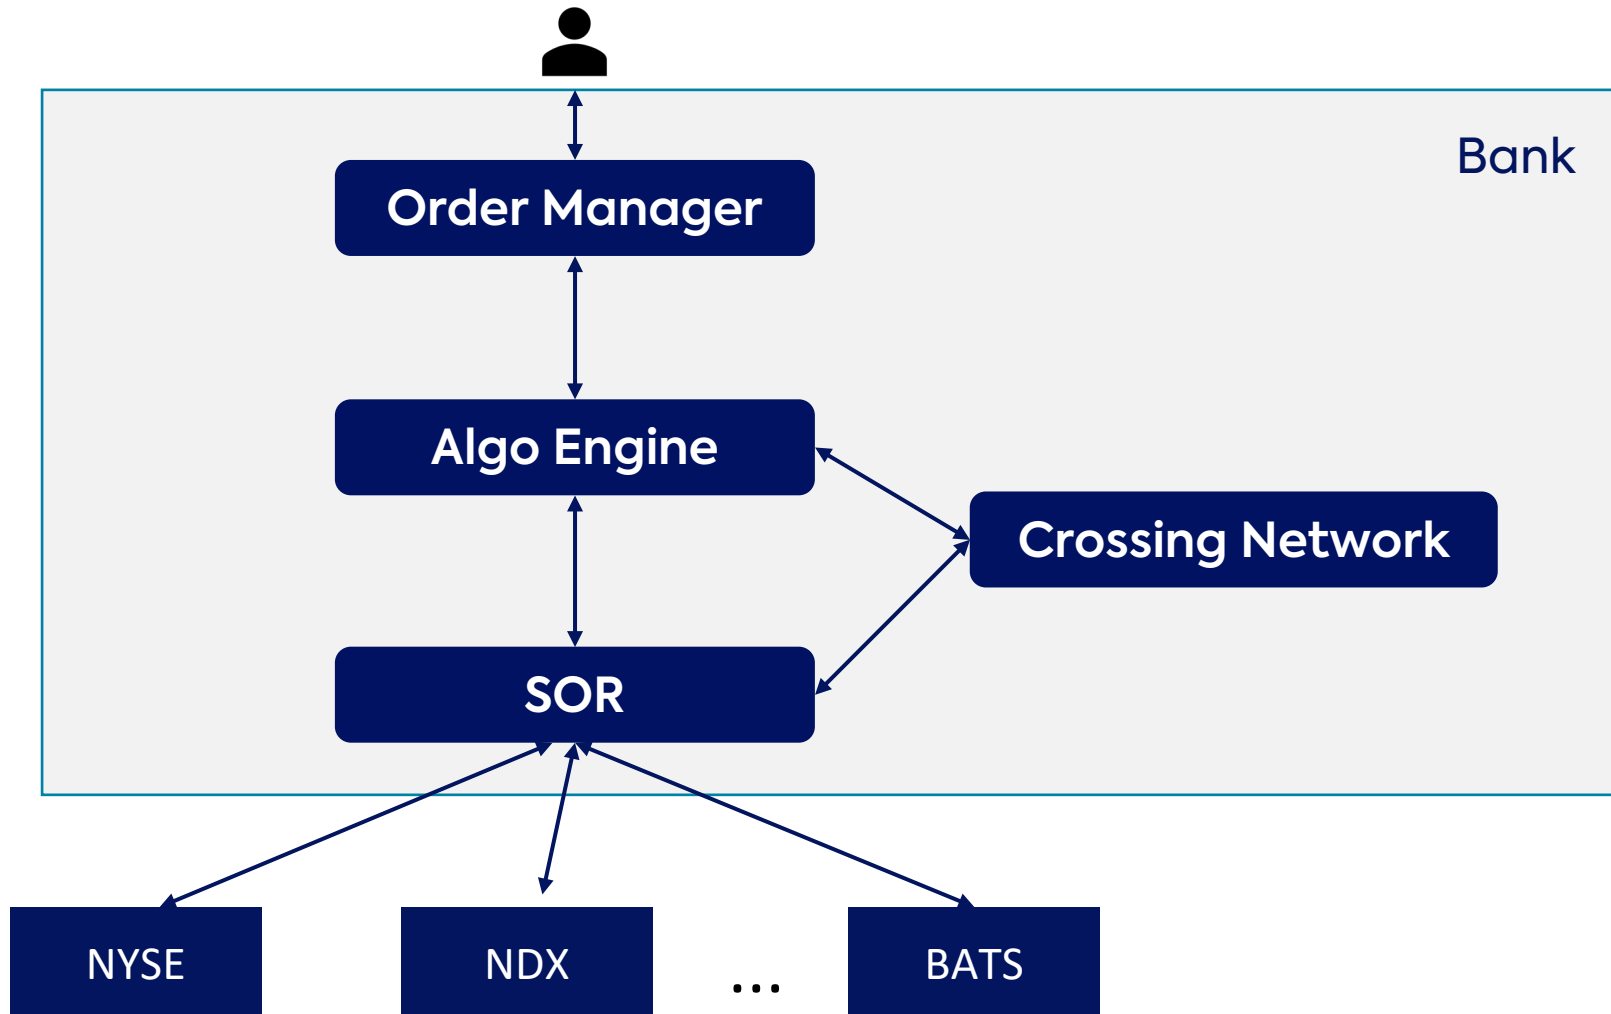 Bank
Order Manager
Algo Engine
Crossing Network
SOR
NYSE
NDX
...
BATS